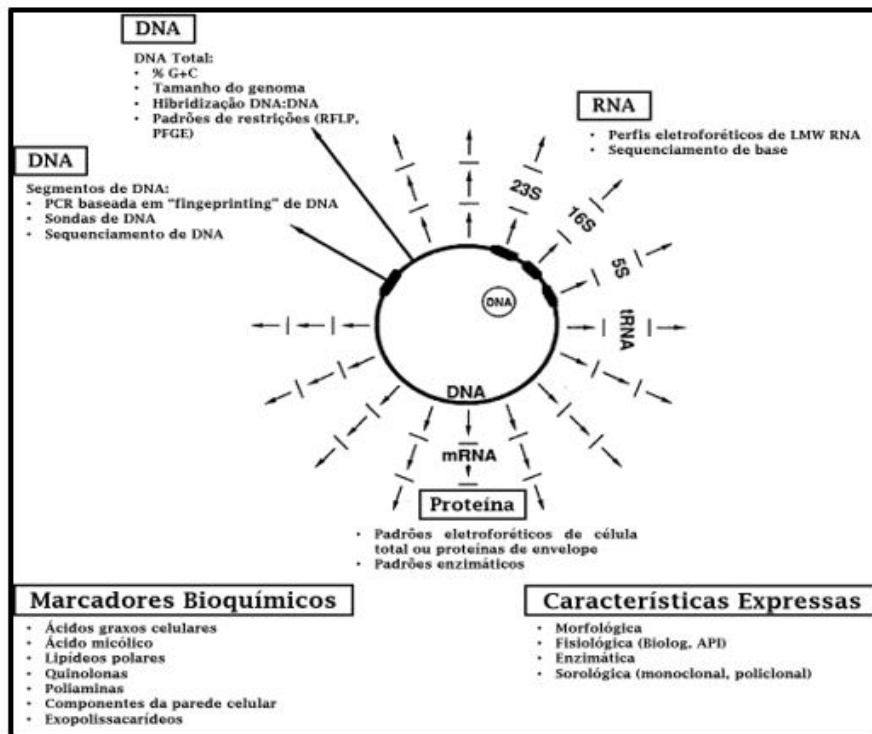 DNA
DNA Total:
• % G+C
• Tamanho do genoma
• Hibridização DNA:DNA
• Padrões de restrições (RFLP,
PFGE)
DNA
Segmentos de DNA:
• PCR baseada em "fingeprinting" de DNA
• Sondas de DNA
• Sequenciamento de DNA
RNA
• Perfis eletroforéticos de LMW RNA
• Sequenciamento de base
23S
16S
5S
tRNA
DNA
DNA
mRNA
Proteína
• Padrões eletroforéticos de célula
total ou proteínas de envelope
• Padrões enzimáticos
Marcadores Bioquímicos
• Ácidos graxos celulares
• Ácido micólico
• Lipídeos polares
• Quinolonas
• Poliaminas
• Componentes da parede celular
• Exopolissacarídeos
Características Expressas
• Morfológica
• Fisiológica (Biolog, API)
• Enzimática
• Sorológica (monoclonal, policlonal)